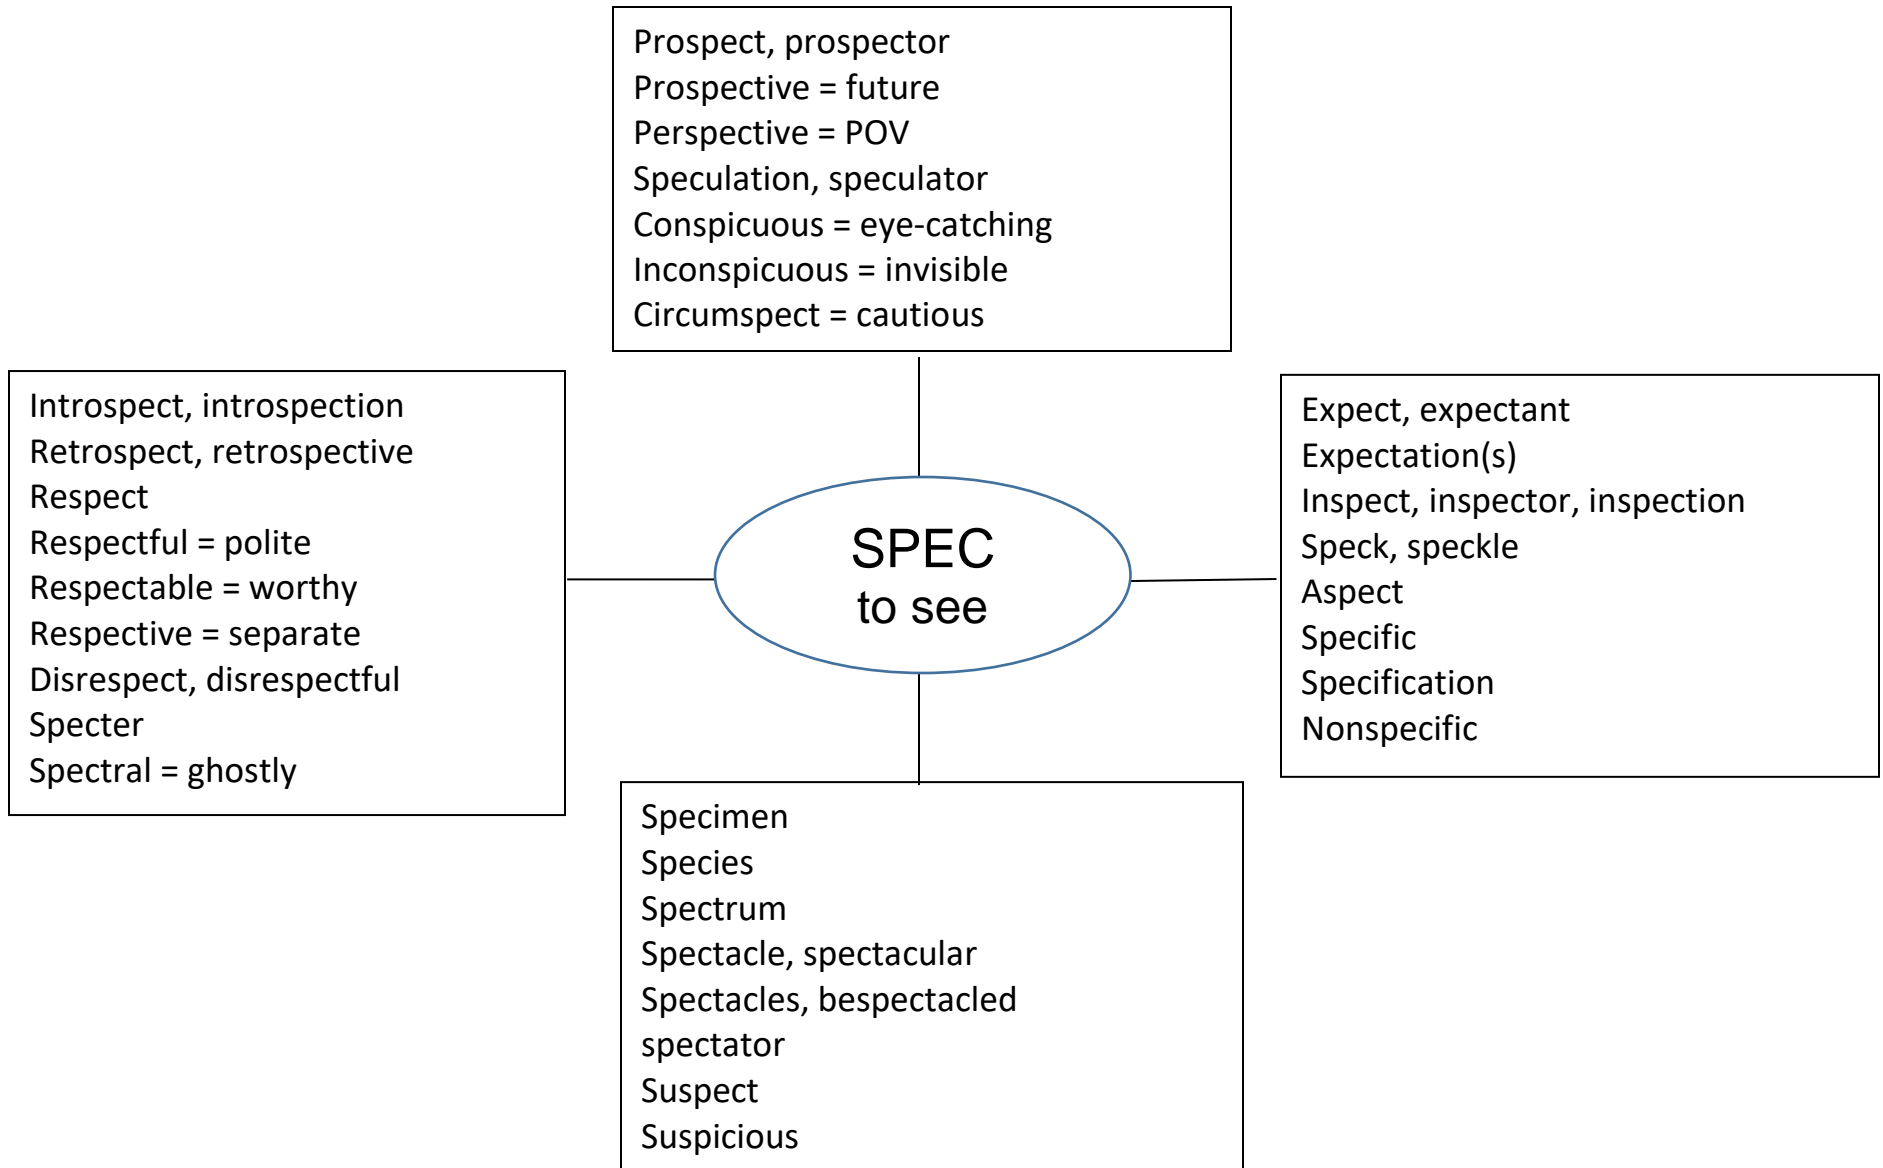 Prospect, prospector
Prospective = future
Perspective = POV
Speculation, speculator
Conspicuous = eye-catching
Inconspicuous = invisible
Circumspect = cautious
Introspect, introspection
Retrospect, retrospective
Respect
Respectful = polite
Respectable = worthy
Respective = separate
Disrespect, disrespectful
Specter
Spectral = ghostly
SPEC
to see
Expect, expectant
Expectation(s)
Inspect, inspector, inspection
Speck, speckle
Aspect
Specific
Specification
Nonspecific
Specimen
Species
Spectrum
Spectacle, spectacular
Spectacles, bespectacled
spectator
Suspect
Suspicious